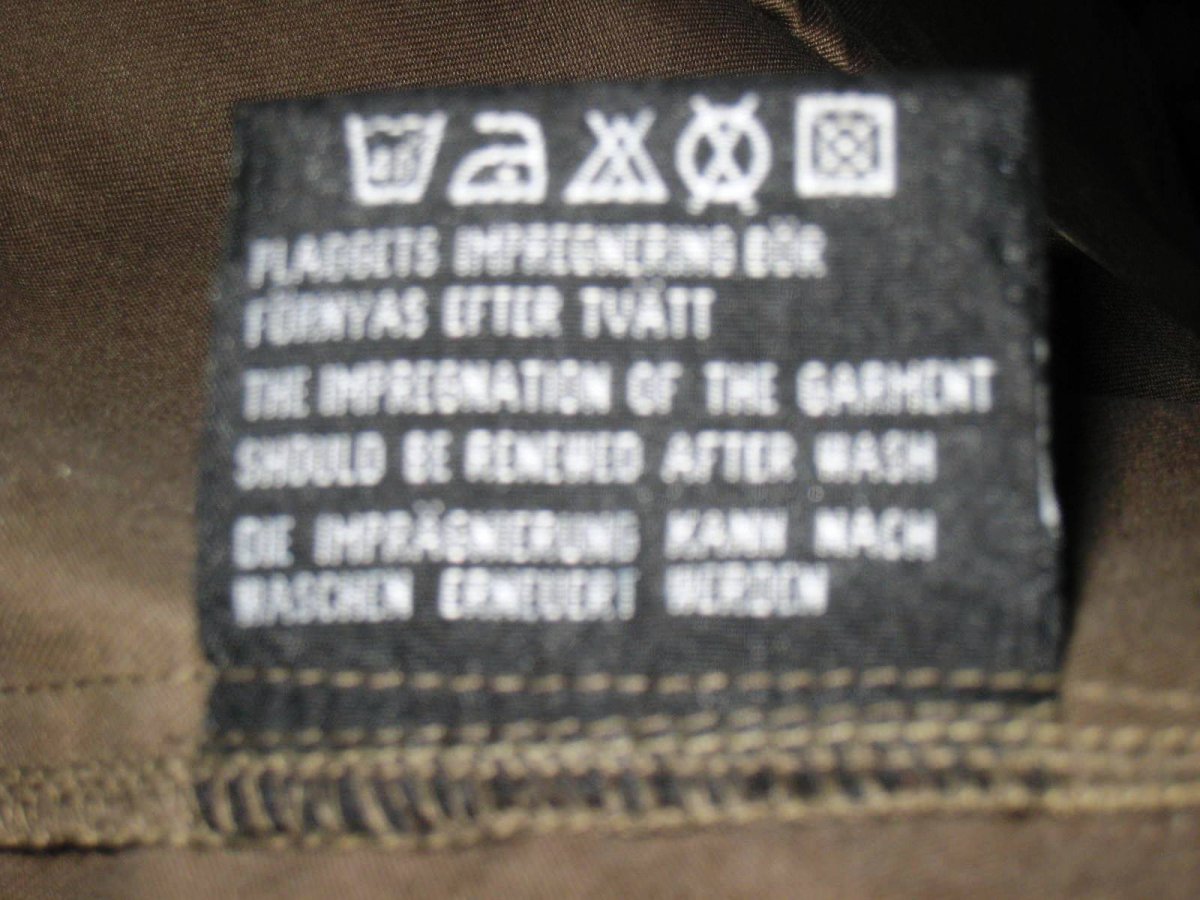 PLAGGETS IMPREGNERING BÖR
FÖRNYAS EFTER TVÄTT
THE IMPREGNATION OF THE GARMENT
SHOULD BE RENEWED AFTER WASH
DIE IMPRÄGNIERUNG KANN NACH
WASCHEN ERNEUERT WERDEN